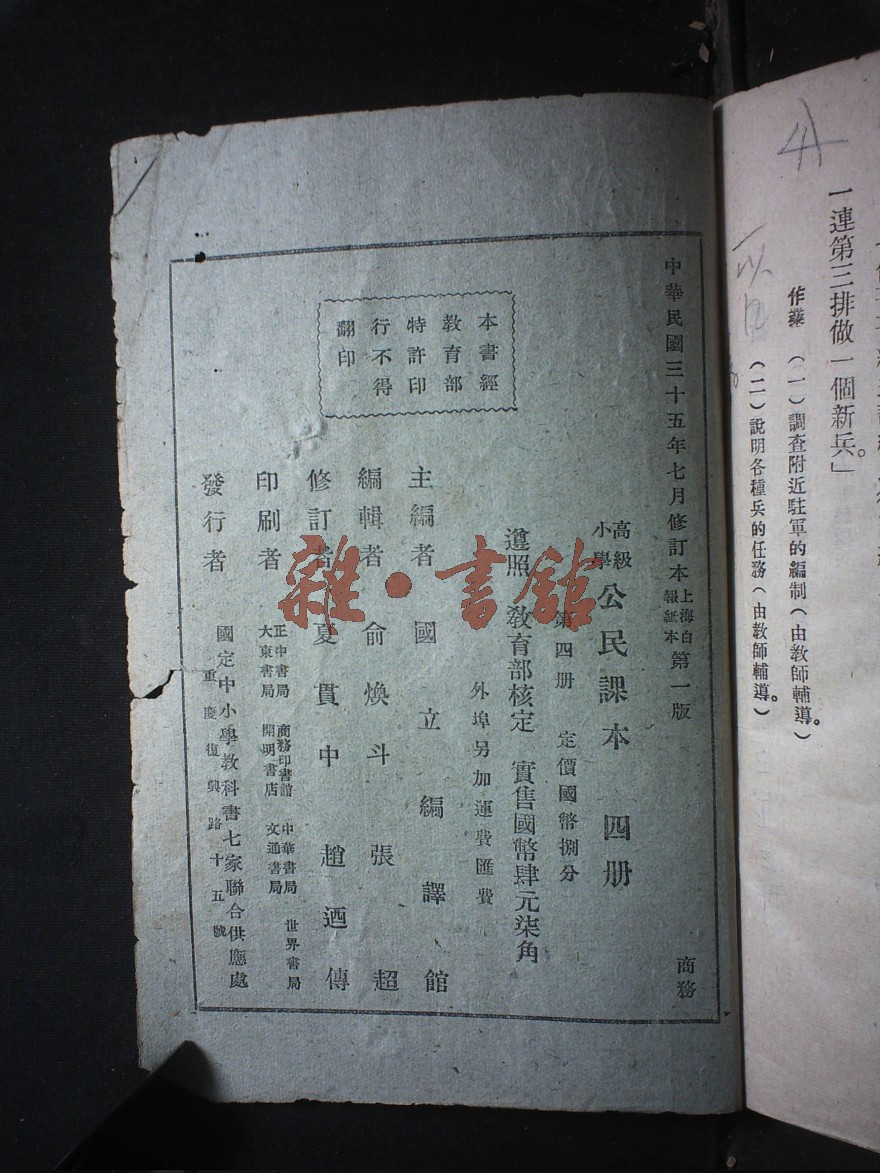 一連第三排做一個新兵。」
作業　（一）調查附近駐軍的編制（由教師輔導。）
（二）說明各種兵的任務（由教師輔導。）
中華民國三十五年七月修訂本 上海白報紙本 第一版
商務
高級小學 公民課本 四册
第四册 定價國幣捌分
遵照 教育部核定 實售國幣肆元柒角
外埠另加運費匯費
本書經
教育部
特許印
行不得
翻印
主編者 國立編譯館
編輯者 俞煥斗 張超
修訂者 夏貫中 趙迺傳
印刷者 正中書局 商務印書館 中華書局 世界書局
大東書局 開明書店 文通書局
發行者 國定中小學教科書七家聯合供應處
重慶復興路十五號
雜·書館